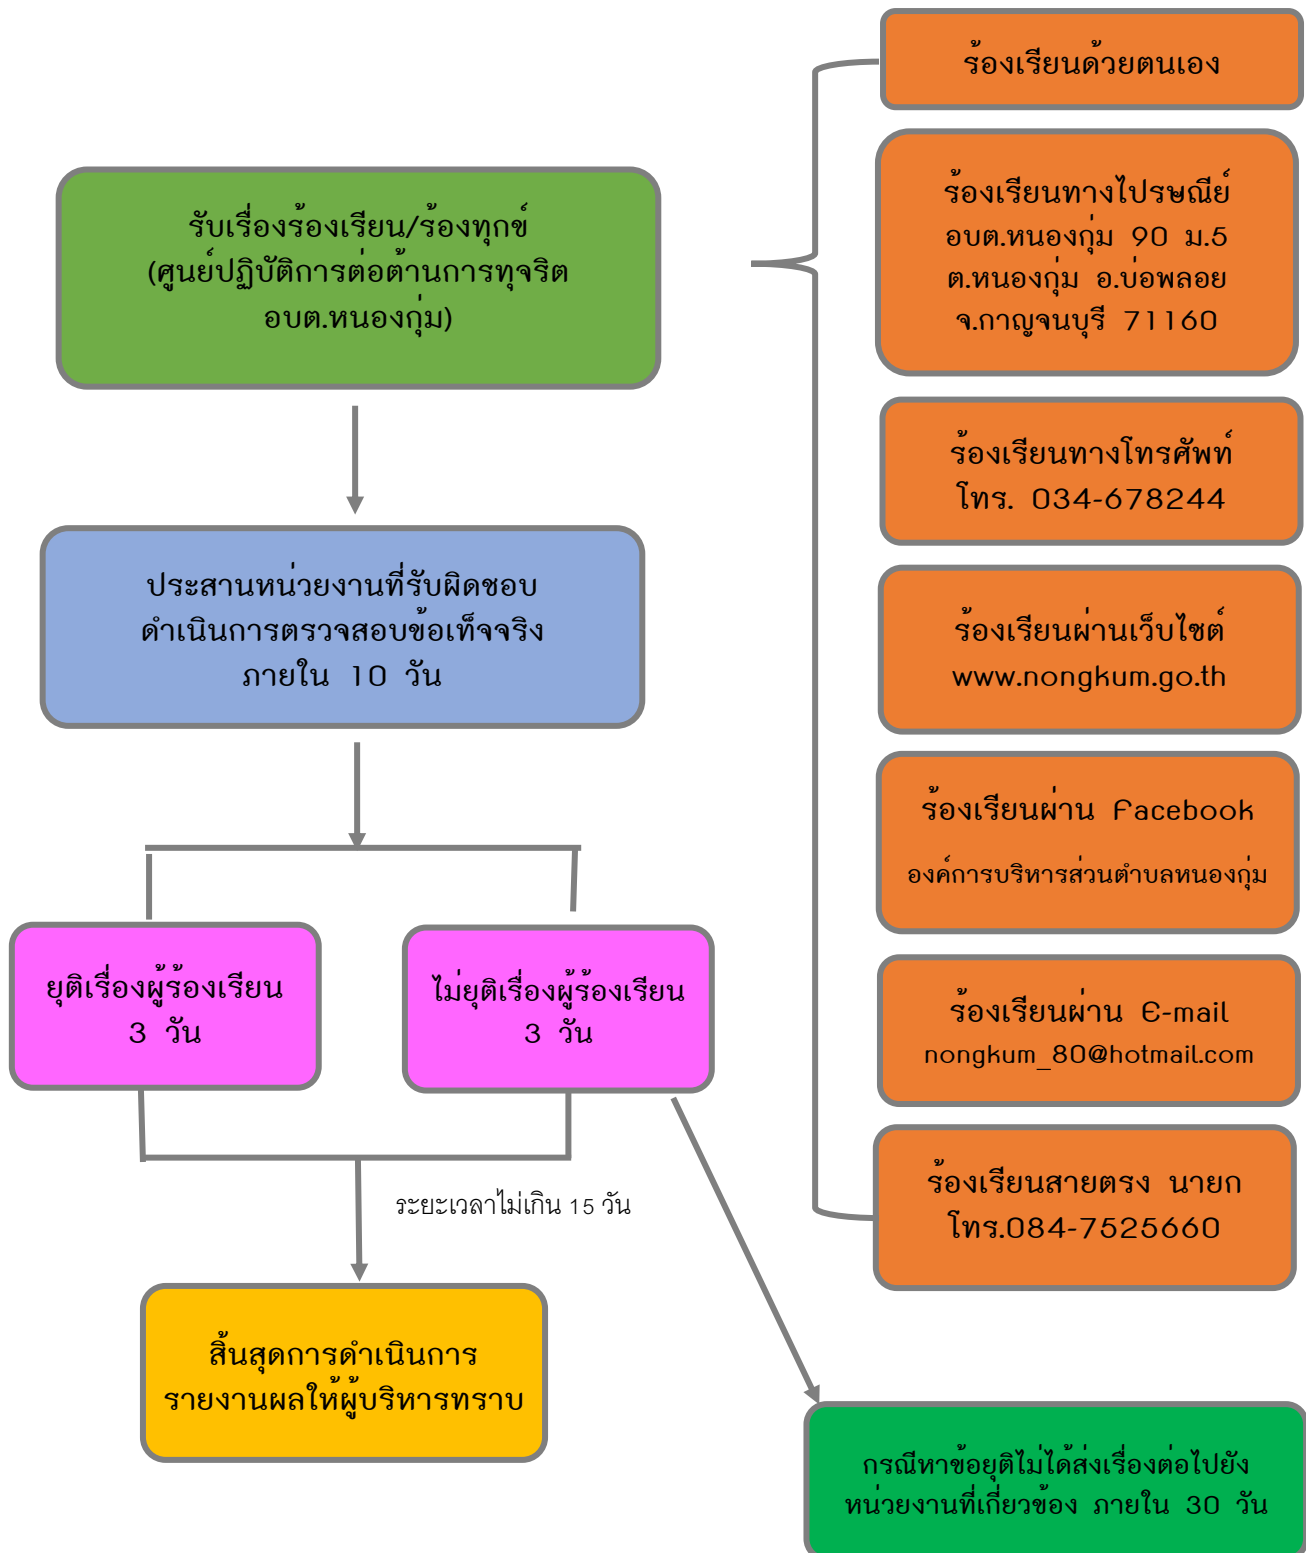 รับเรื่องร้องเรียน/ร้องทุกข์
(ศูนย์ปฏิบัติการต่อต้านการทุจริต
อบต.หนองกุ่ม)
ประสานหน่วยงานที่รับผิดชอบ
ดำเนินการตรวจสอบข้อเท็จจริง
ภายใน 10 วัน
ยุติเรื่องผู้ร้องเรียน
3 วัน
ไม่ยุติเรื่องผู้ร้องเรียน
3 วัน
ระยะเวลาไม่เกิน 15 วัน
สิ้นสุดการดำเนินการ
รายงานผลให้ผู้บริหารทราบ
ร้องเรียนด้วยตนเอง
ร้องเรียนทางไปรษณีย์
อบต.หนองกุ่ม 90 ม.5
ต.หนองกุ่ม อ.บ่อพลอย
จ.กาญจนบุรี 71160
ร้องเรียนทางโทรศัพท์
โทร. 034-678244
ร้องเรียนผ่านเว็บไซต์
www.nongkum.go.th
ร้องเรียนผ่าน Facebook
องค์การบริหารส่วนตำบลหนองกุ่ม
ร้องเรียนผ่าน E-mail
nongkum_80@hotmail.com
ร้องเรียนสายตรง นายก
โทร.084-7525660
กรณีหาข้อยุติไม่ได้ส่งเรื่องต่อไปยัง
หน่วยงานที่เกี่ยวข้อง ภายใน 30 วัน